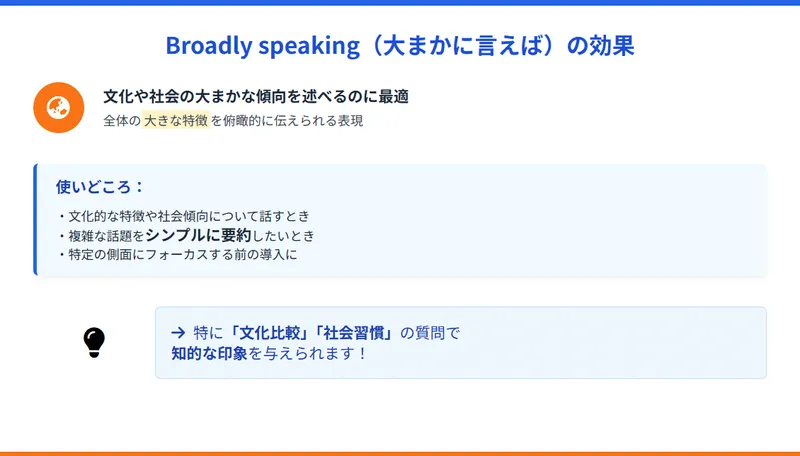 Broadly speaking（大まかに言えば）の効果
文化や社会の大まかな傾向を述べるのに最適
全体の大きな特徴を俯瞰的に伝えられる表現
使いどころ：
・文化的な特徴や社会傾向について話すとき
・複雑な話題をシンプルに要約したいとき
・特定の側面にフォーカスする前の導入に
→ 特に「文化比較」「社会習慣」の質問で
知的な印象を与えられます！